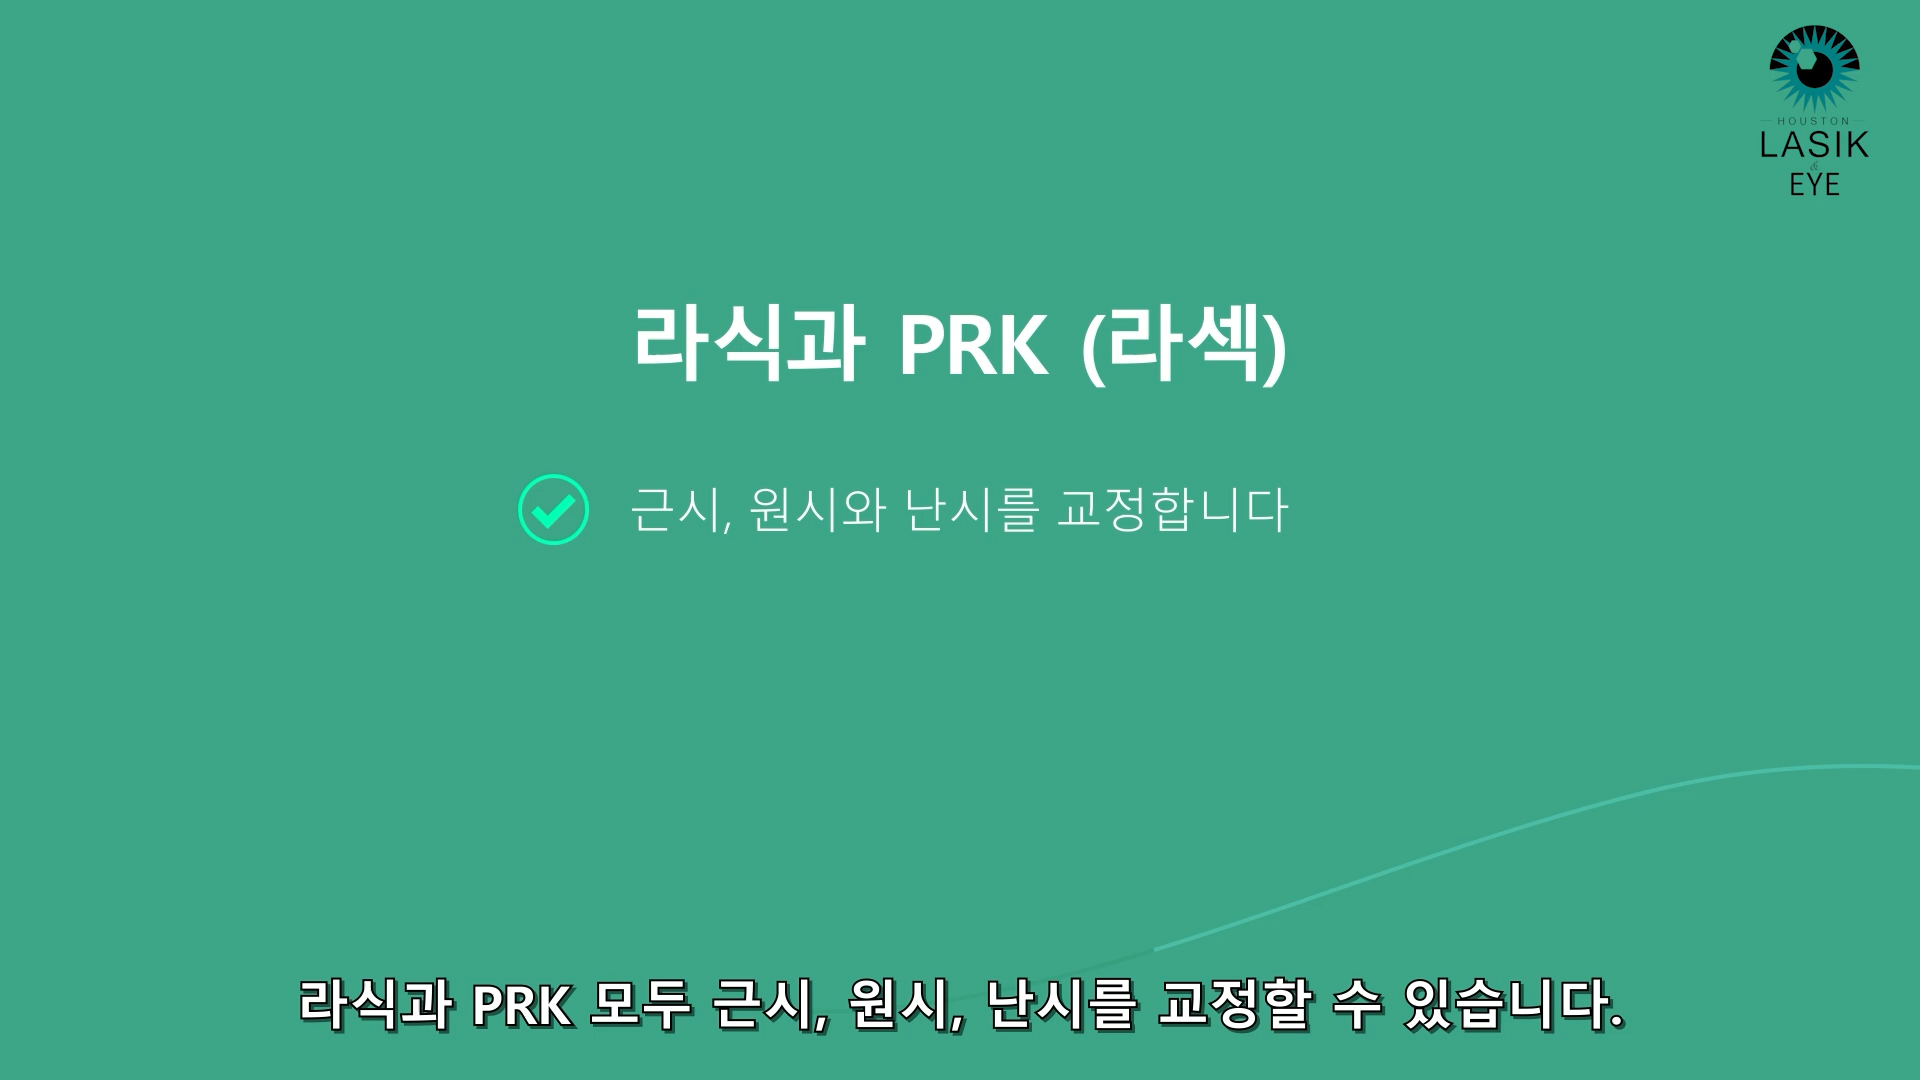 HOUSTON
LASIK
&
EYE
라식과 PRK (라섹)
근시, 원시와 난시를 교정합니다
라식과 PRK 모두 근시, 원시, 난시를 교정할 수 있습니다.